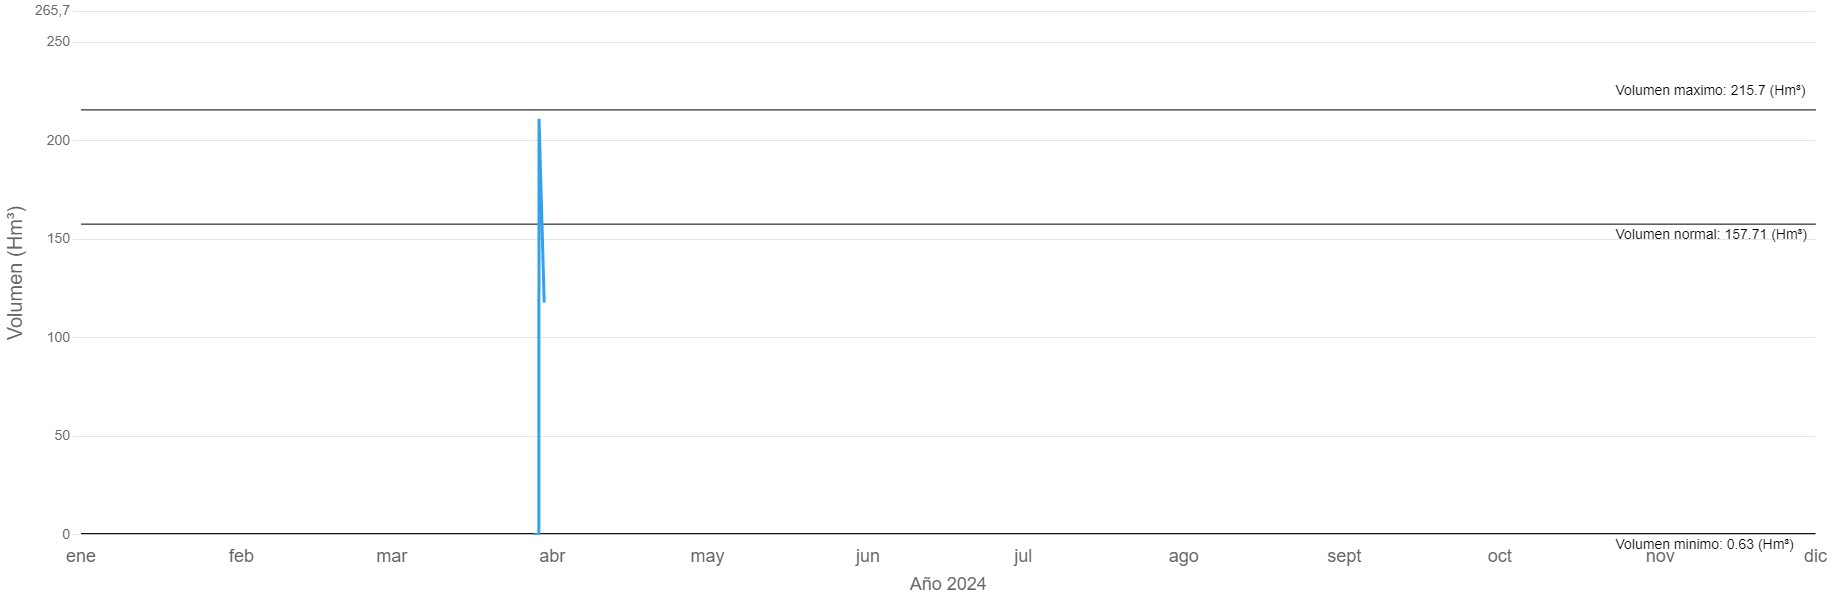 265,7
250
Volumen maximo: 215.7 (Hm³)
200
Volumen (Hm³)
Volumen normal: 157.71 (Hm³)
150
100
50
0
Volumen minimo: 0.63 (Hm³)
ene feb mar abr may jun jul ago sept oct nov dic
Año 2024